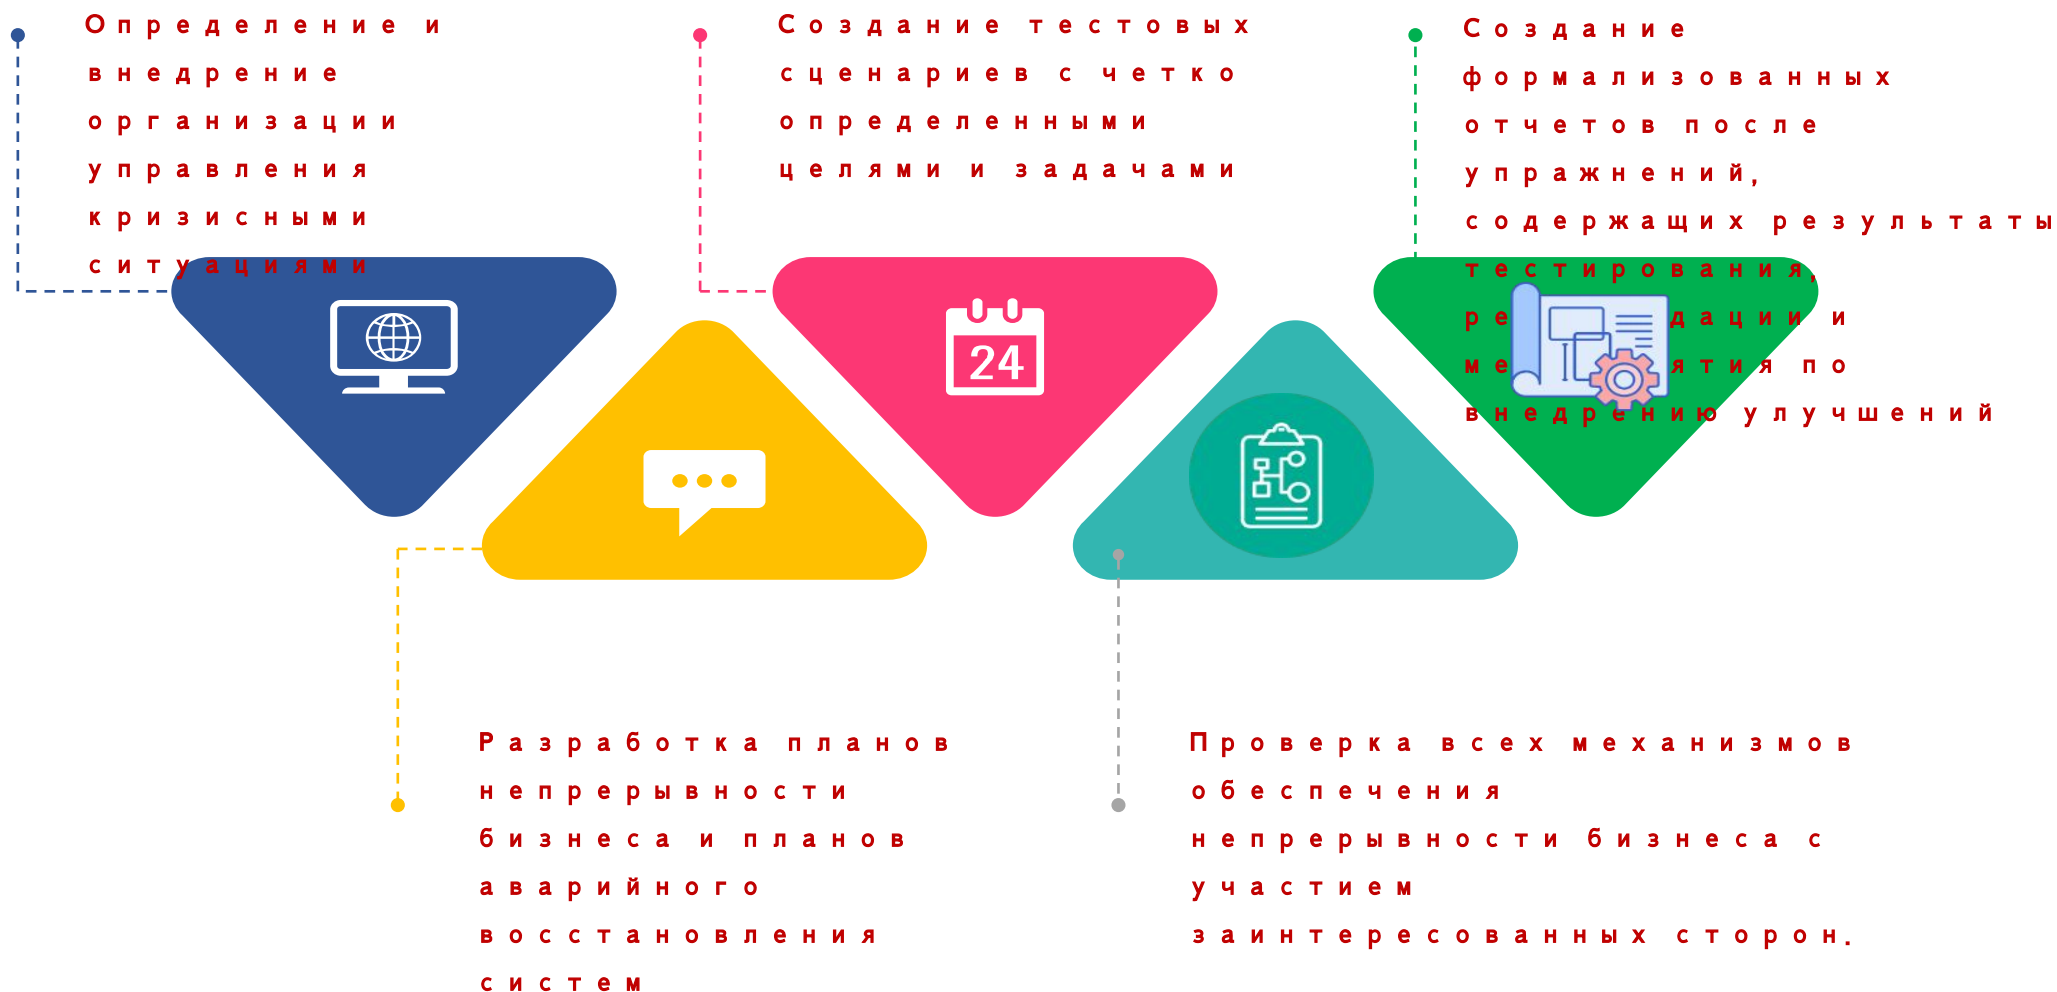 Определение и
внедрение
организации
управления
кризисными
ситуациями
Создание тестовых
сценариев с четко
определенными
целями и задачами
Создание
формализованных
отчетов после
упражнений,
содержащих результаты
тестирования,
и
по
внедрению улучшений
24
Разработка планов
непрерывности
бизнеса и планов
аварийного
восстановления
систем
Проверка всех механизмов
обеспечения
непрерывности бизнеса с
участием
заинтересованных сторон.